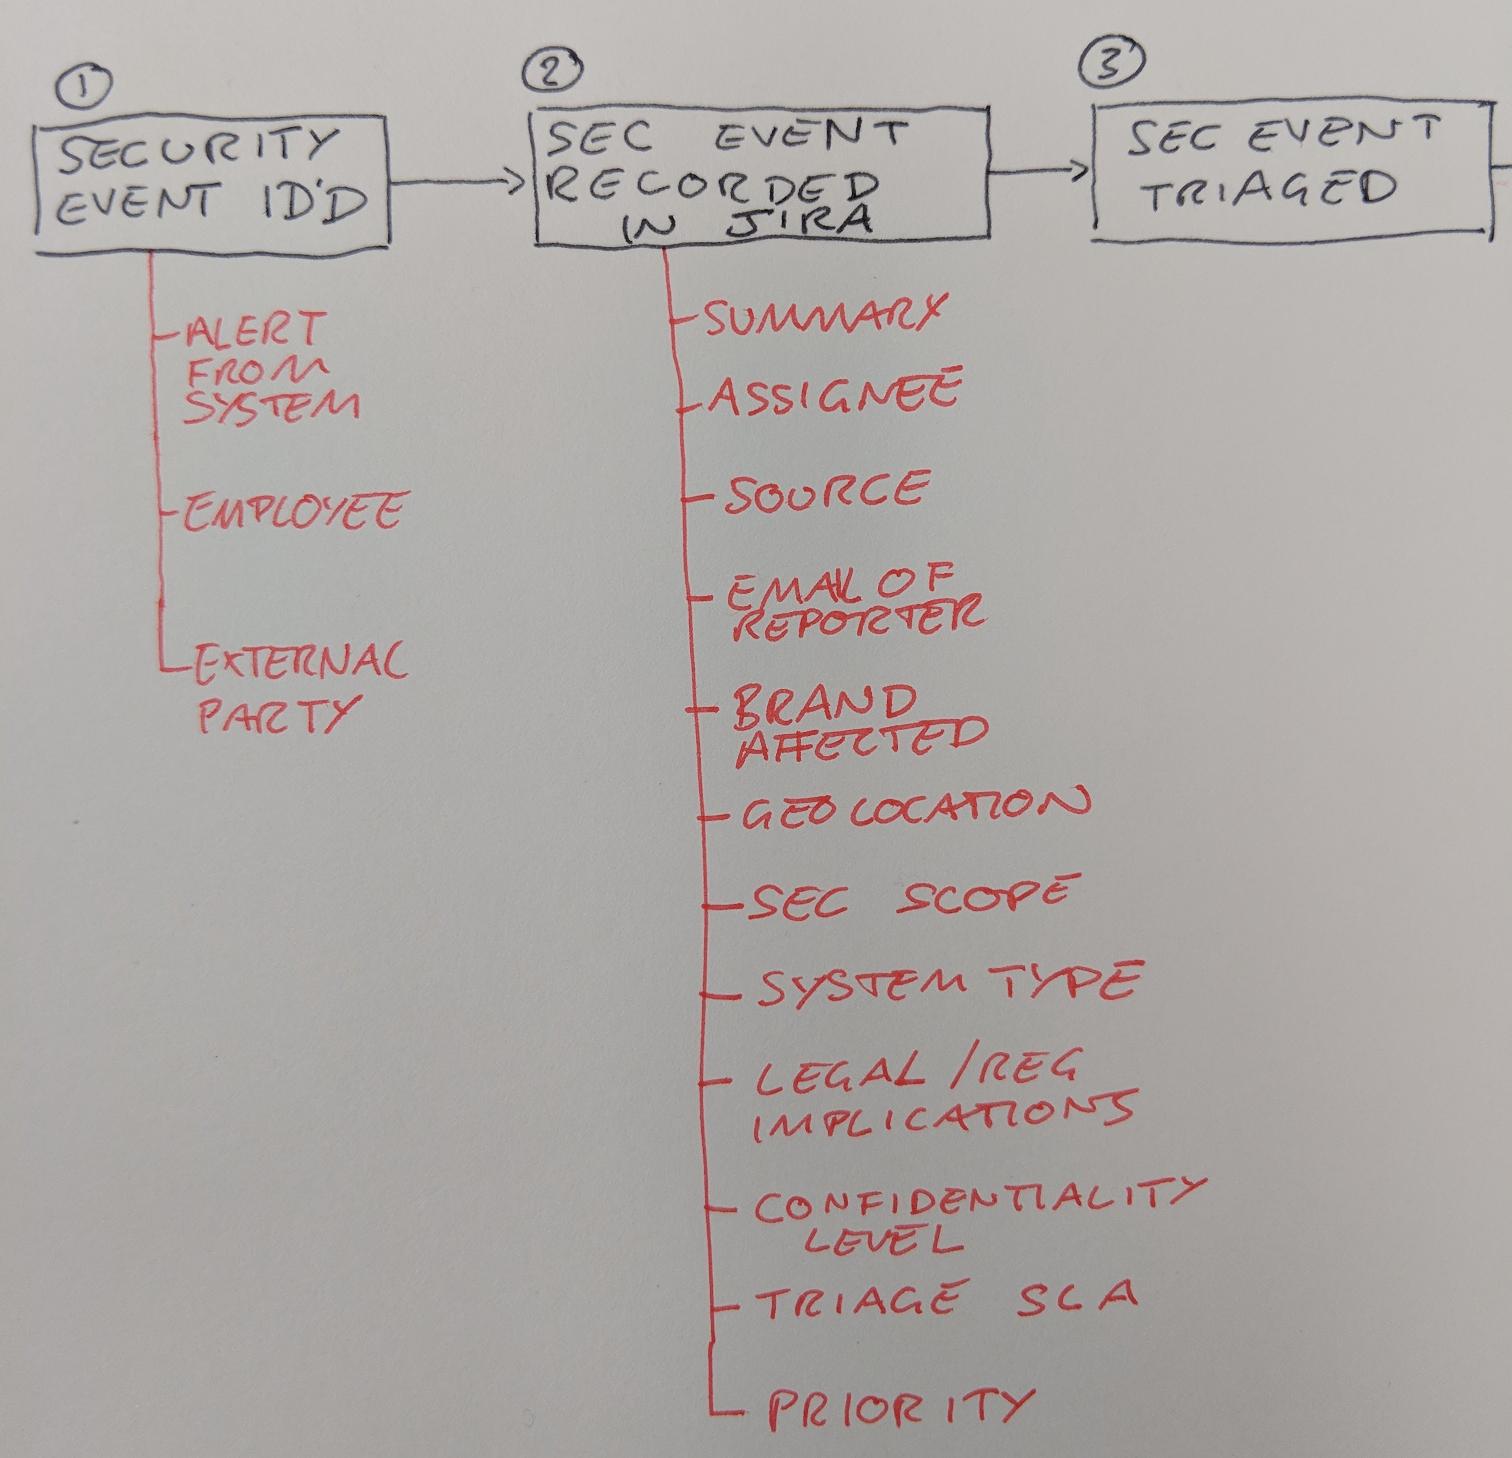 1
SECURITY
EVENT ID'D
ALERT
FROM
SYSTEM
EMPLOYEE
EXTERNAL
PARTY
2
SEC EVENT
RECORDED
IN JIRA
SUMMARY
ASSIGNEE
SOURCE
EMAIL OF
REPORTER
BRAND
AFFECTED
GEO LOCATION
SEC SCOPE
SYSTEM TYPE
LEGAL/REG
IMPLICATIONS
CONFIDENTIALITY
LEVEL
TRIAGE SLA
PRIORITY
3
SEC EVENT
TRIAGED